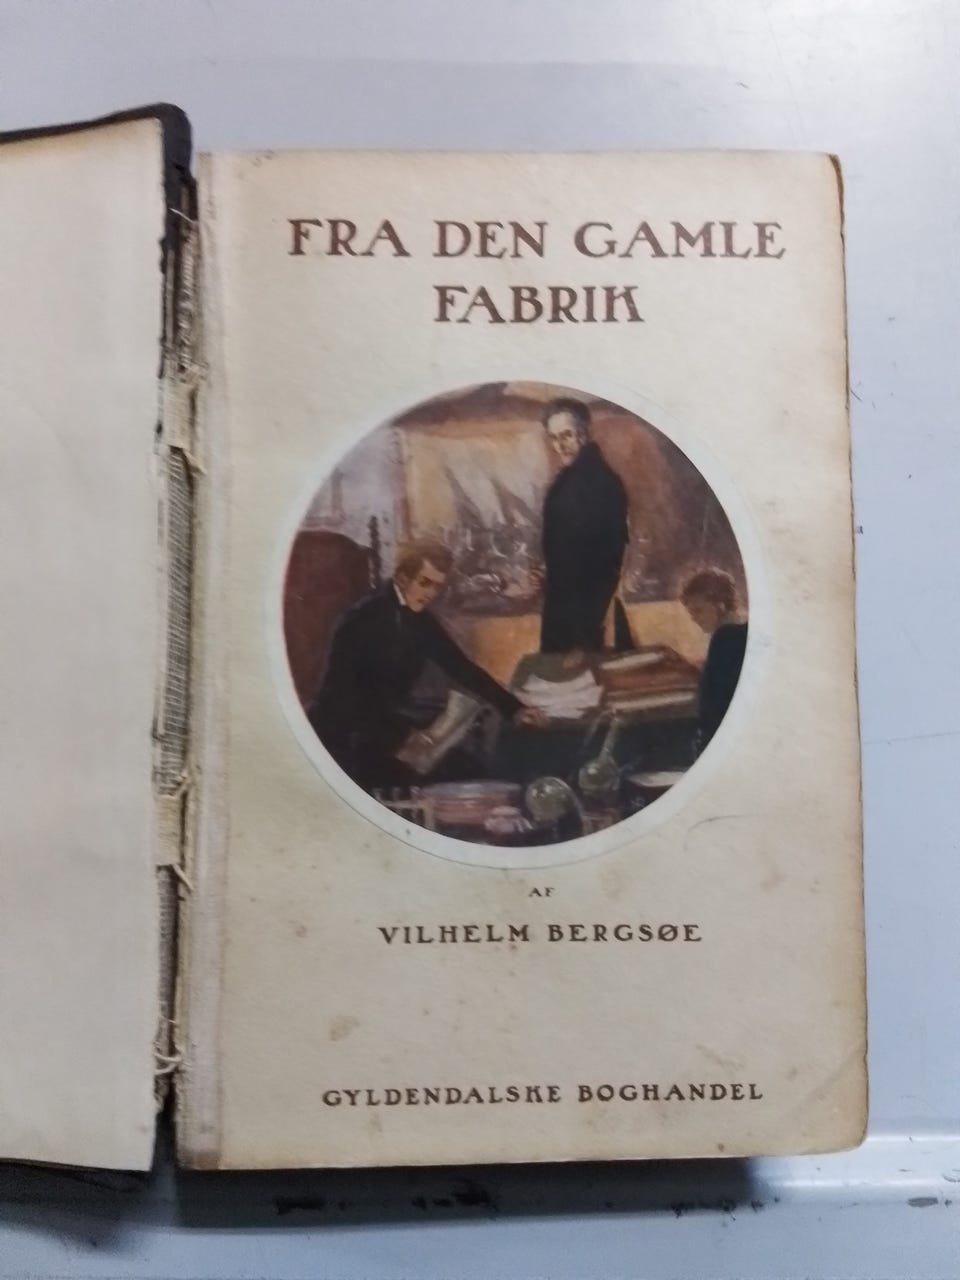 FRA DEN GAMLE
FABRIK
AF
VILHELM BERGSØE
GYLDENDALSKE BOGHANDEL